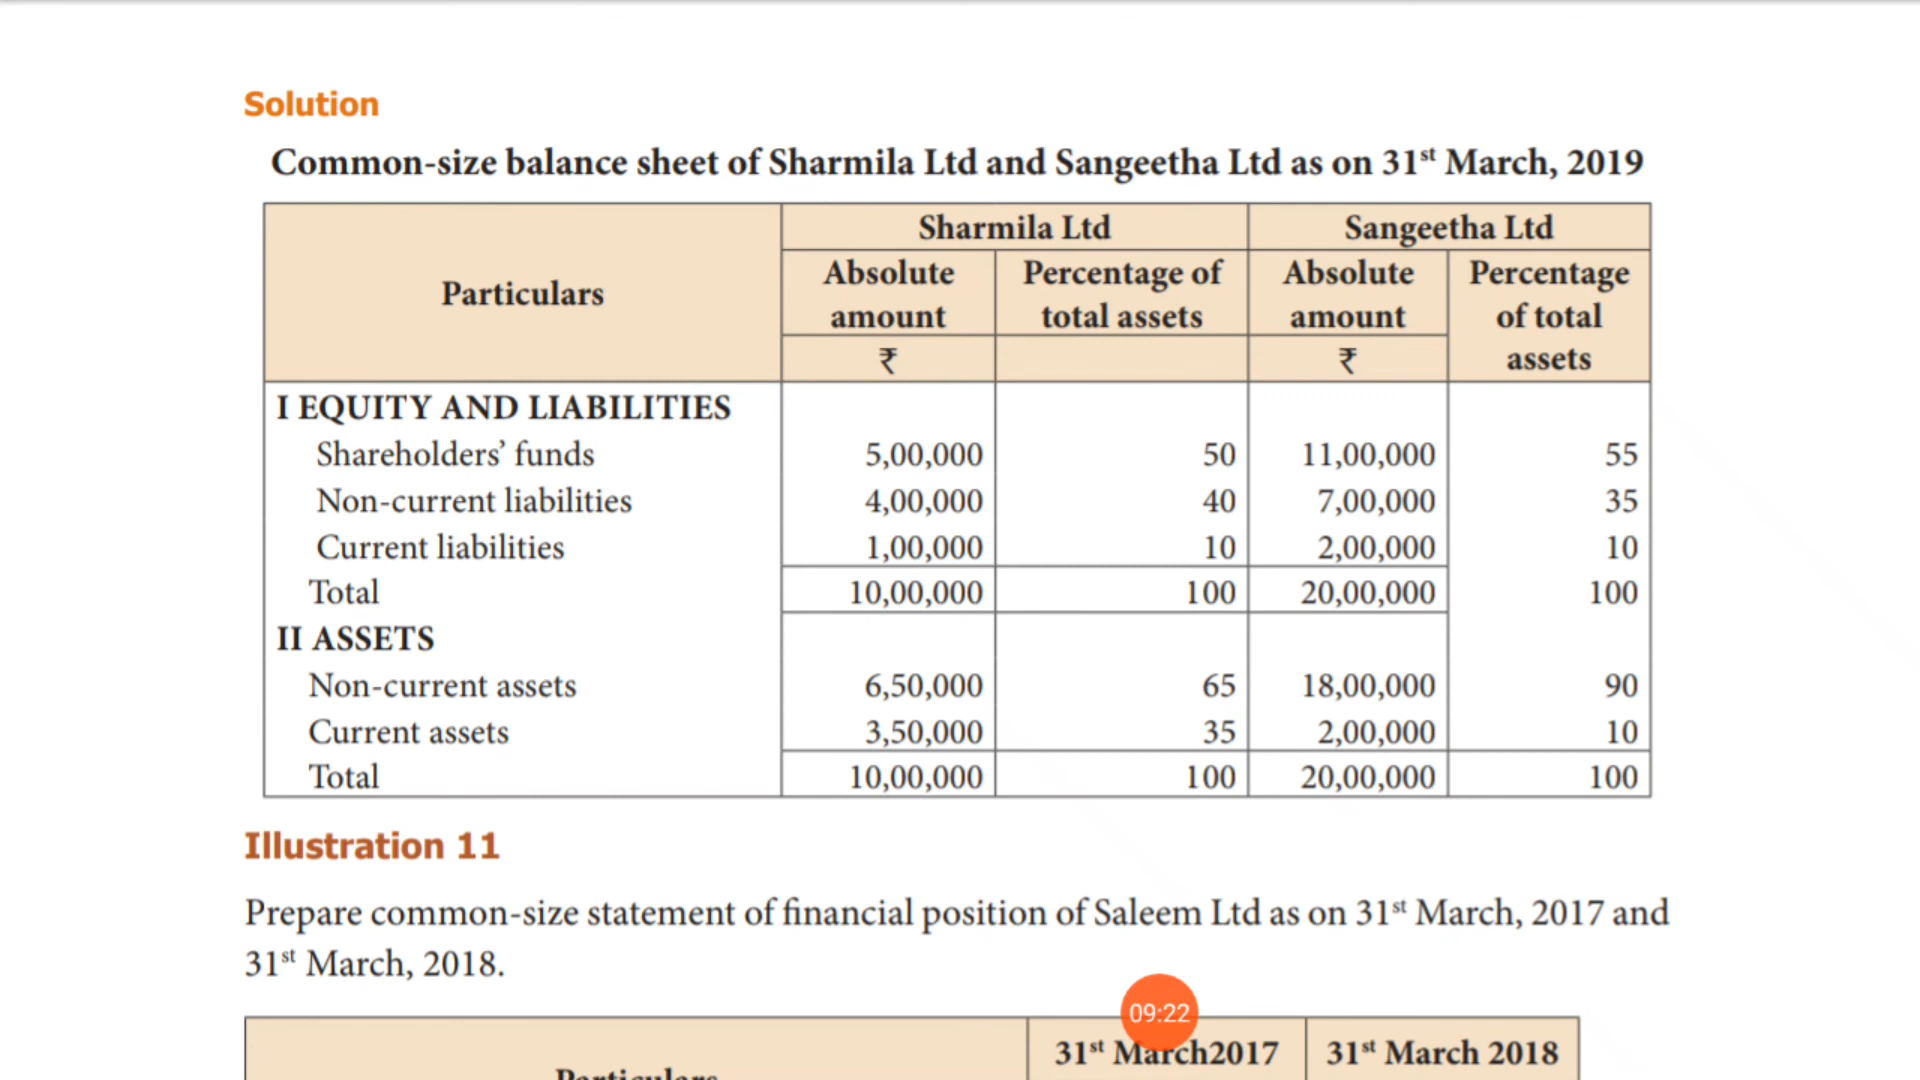 Solution
Common-size balance sheet of Sharmila Ltd and Sangeetha Ltd as on 31st March, 2019
Particulars Sharmila Ltd Sangeetha Ltd
Absolute amount Percentage of total assets Absolute amount Percentage of total assets
₹ ₹
I EQUITY AND LIABILITIES
Shareholders’ funds 5,00,000 50 11,00,000 55
Non-current liabilities 4,00,000 40 7,00,000 35
Current liabilities 1,00,000 10 2,00,000 10
Total 10,00,000 100 20,00,000 100
II ASSETS
Non-current assets 6,50,000 65 18,00,000 90
Current assets 3,50,000 35 2,00,000 10
Total 10,00,000 100 20,00,000 100
Illustration 11
Prepare common-size statement of financial position of Saleem Ltd as on 31st March, 2017 and
31st March, 2018.
09:22
Particulars 31st March2017 31st March 2018